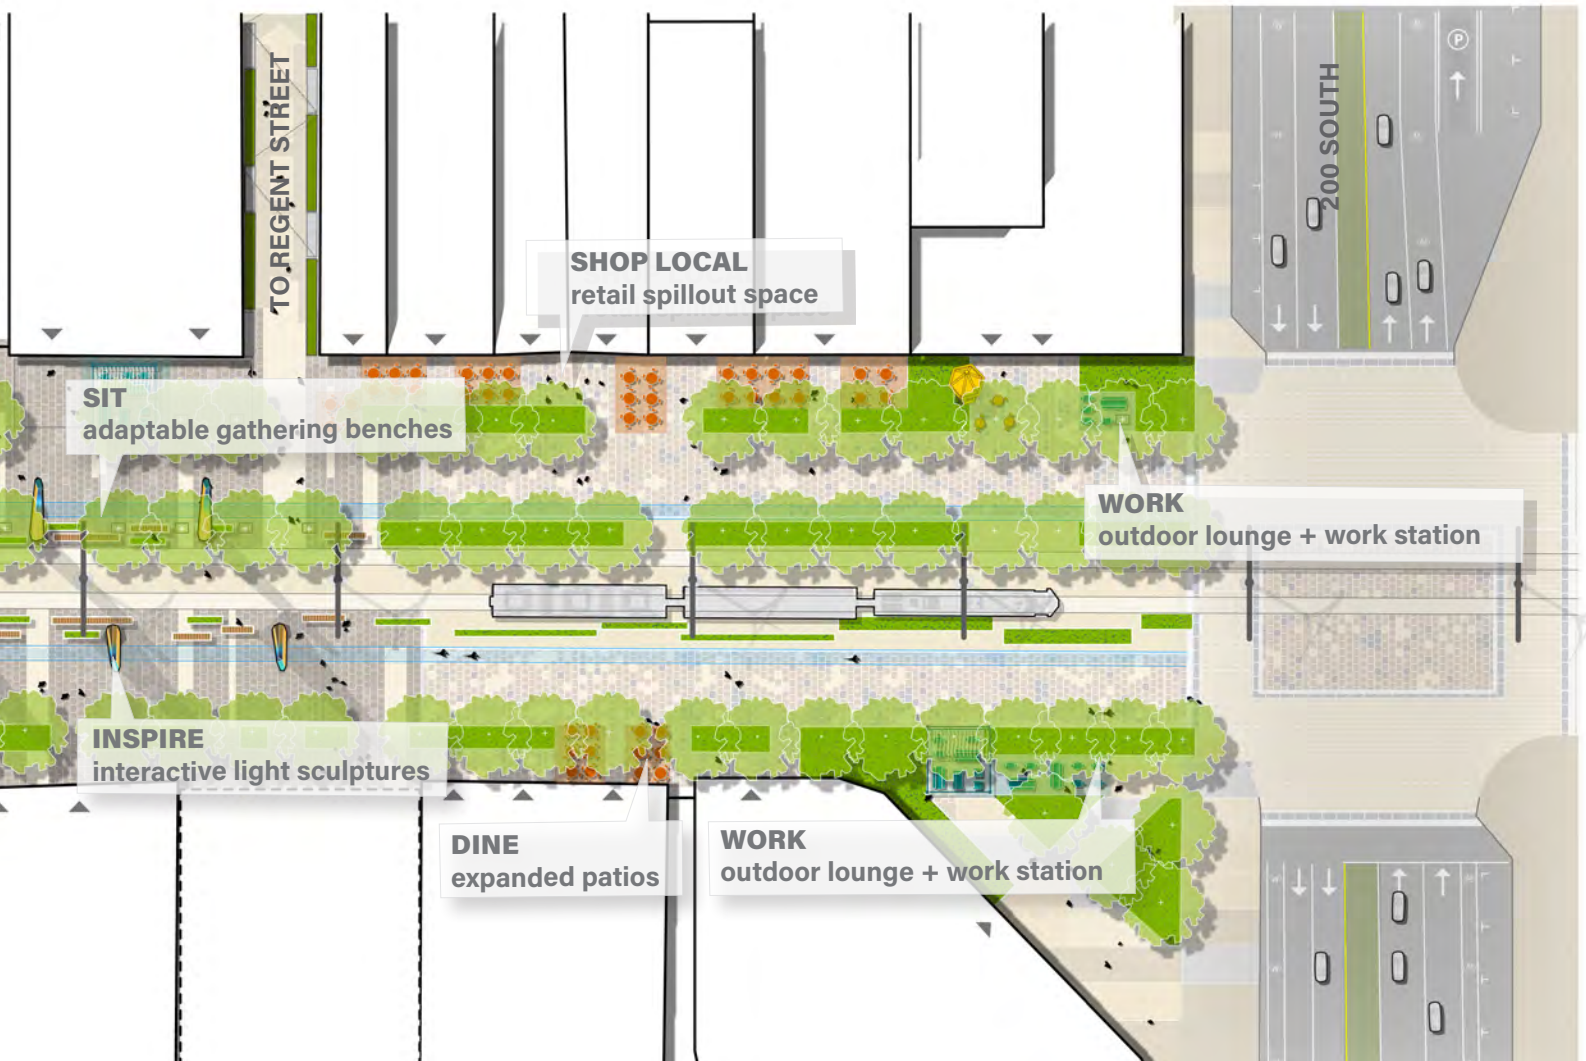 TO REGENT STREET
200 SOUTH
P
SHOP LOCAL
retail spillout space
SIT
adaptable gathering benches
WORK
outdoor lounge + work station
INSPIRE
interactive light sculptures
DINE
expanded patios
WORK
outdoor lounge + work station